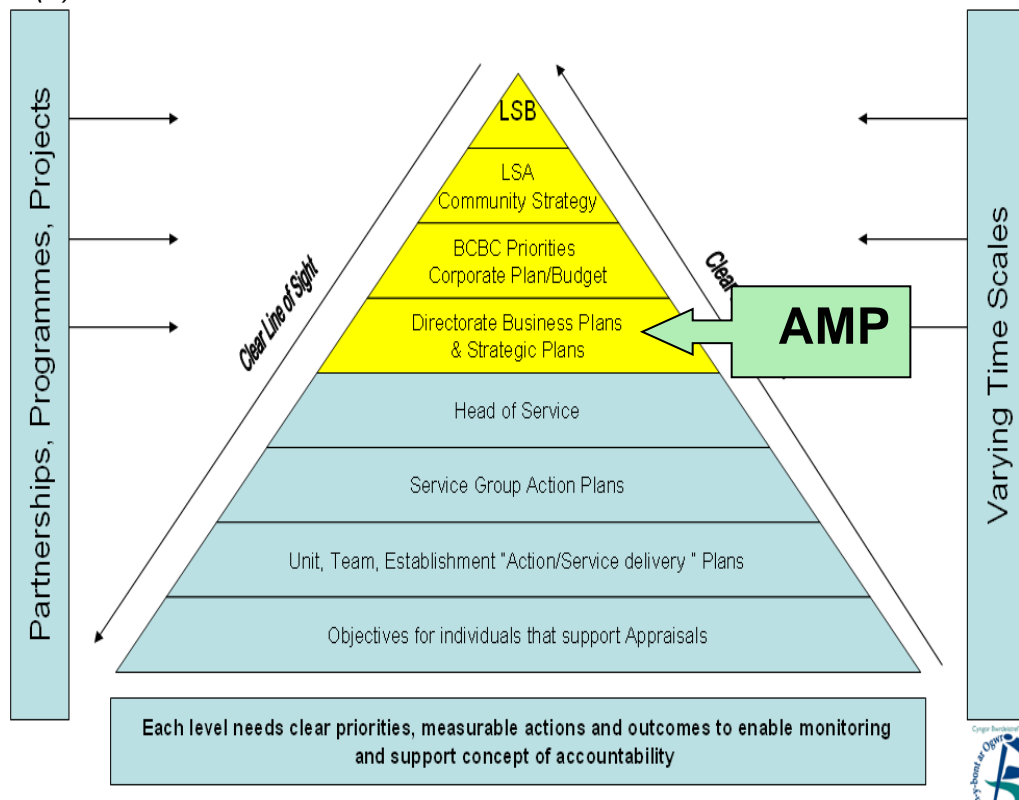 Partnerships, Programmes, Projects
LSB
LSA
Community Strategy
BCBC Priorities
Corporate Plan/Budget
Directorate Business Plans
& Strategic Plans
AMP
Head of Service
Service Group Action Plans
Unit, Team, Establishment "Action/Service delivery " Plans
Objectives for individuals that support Appraisals
Clear Line of Sight
Clear
Varying Time Scales
Each level needs clear priorities, measurable actions and outcomes to enable monitoring
and support concept of accountability
ar Ogwr